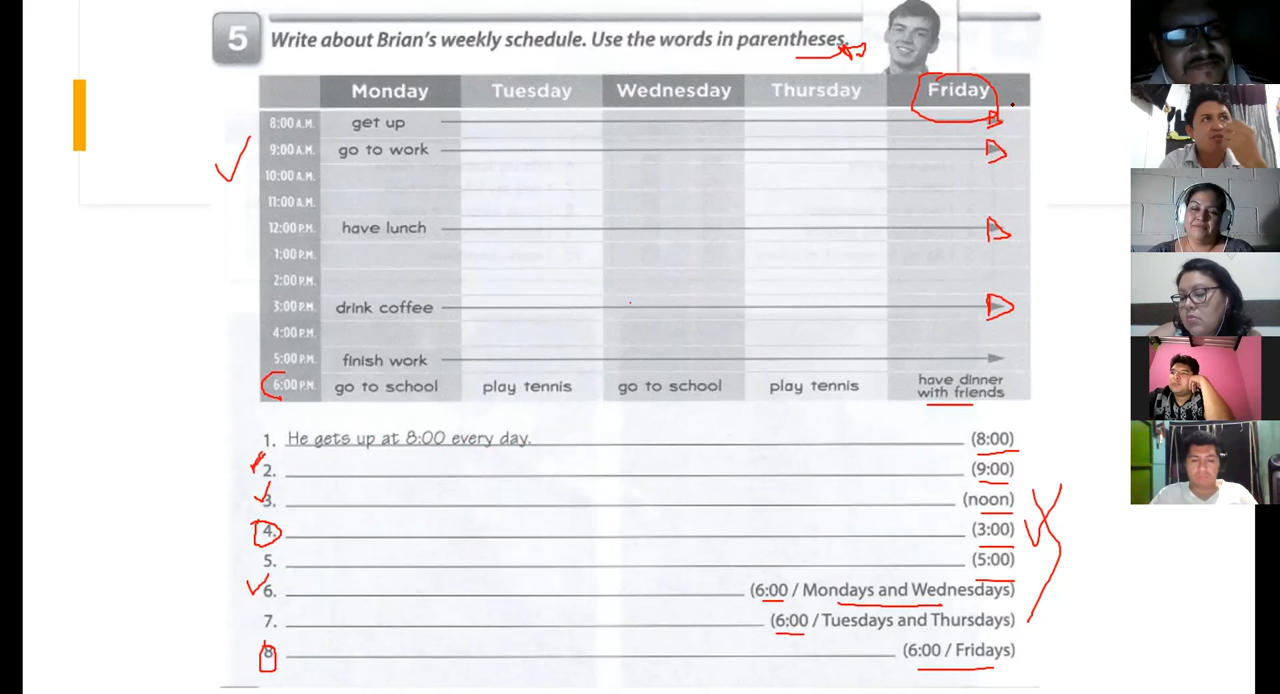 5 Write about Brian's weekly schedule. Use the words in parentheses.
Monday Tuesday Wednesday Thursday Friday
8:00 A.M. get up
9:00 A.M. go to work
10:00 A.M.
11:00 A.M.
12:00 P.M. have lunch
1:00 P.M.
2:00 P.M.
3:00 P.M. drink coffee
4:00 P.M.
5:00 P.M. finish work
6:00 P.M. go to school play tennis go to school play tennis have dinner
with friends
1. He gets up at 8:00 every day. (8:00)
2. (9:00)
3. (noon)
4. (3:00)
5. (5:00)
6. (6:00 / Mondays and Wednesdays)
7. (6:00 / Tuesdays and Thursdays)
8 (6:00 / Fridays)